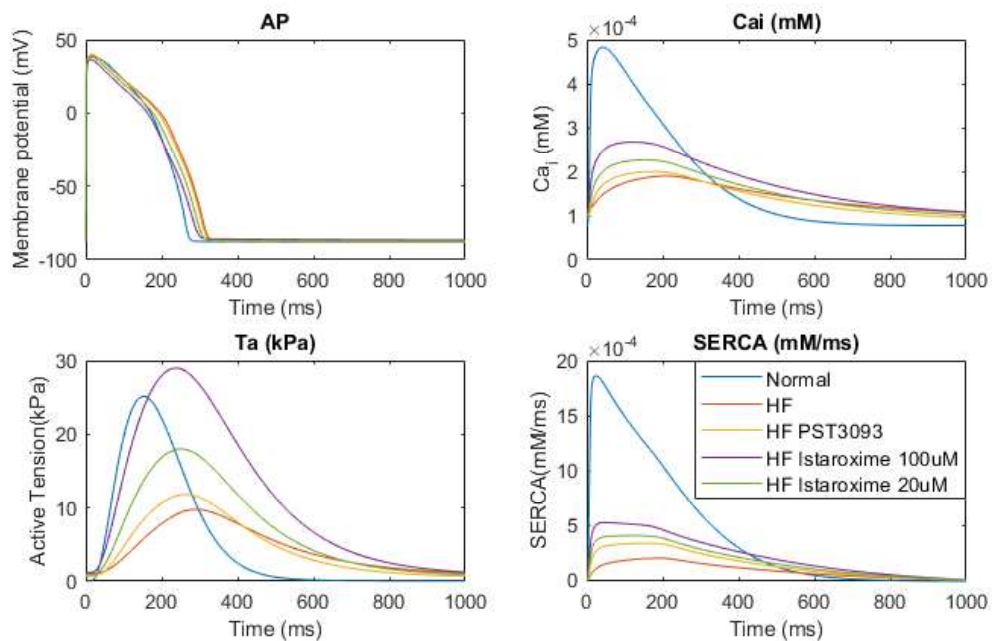 AP
Membrane potential (mV)
50
0
-50
-100
0 200 400 600 800 1000
Time (ms)
Cai (mM)
×10⁻⁴
Caᵢ (mM)
5
4
3
2
1
0
0 200 400 600 800 1000
Time (ms)
Ta (kPa)
Active Tension(kPa)
30
20
10
0
0 200 400 600 800 1000
Time (ms)
SERCA (mM/ms)
×10⁻⁴
SERCA(mM/ms)
20
15
10
5
0
0 200 400 600 800 1000
Time (ms)
Normal
HF
HF PST3093
HF Istaroxime 100uM
HF Istaroxime 20uM